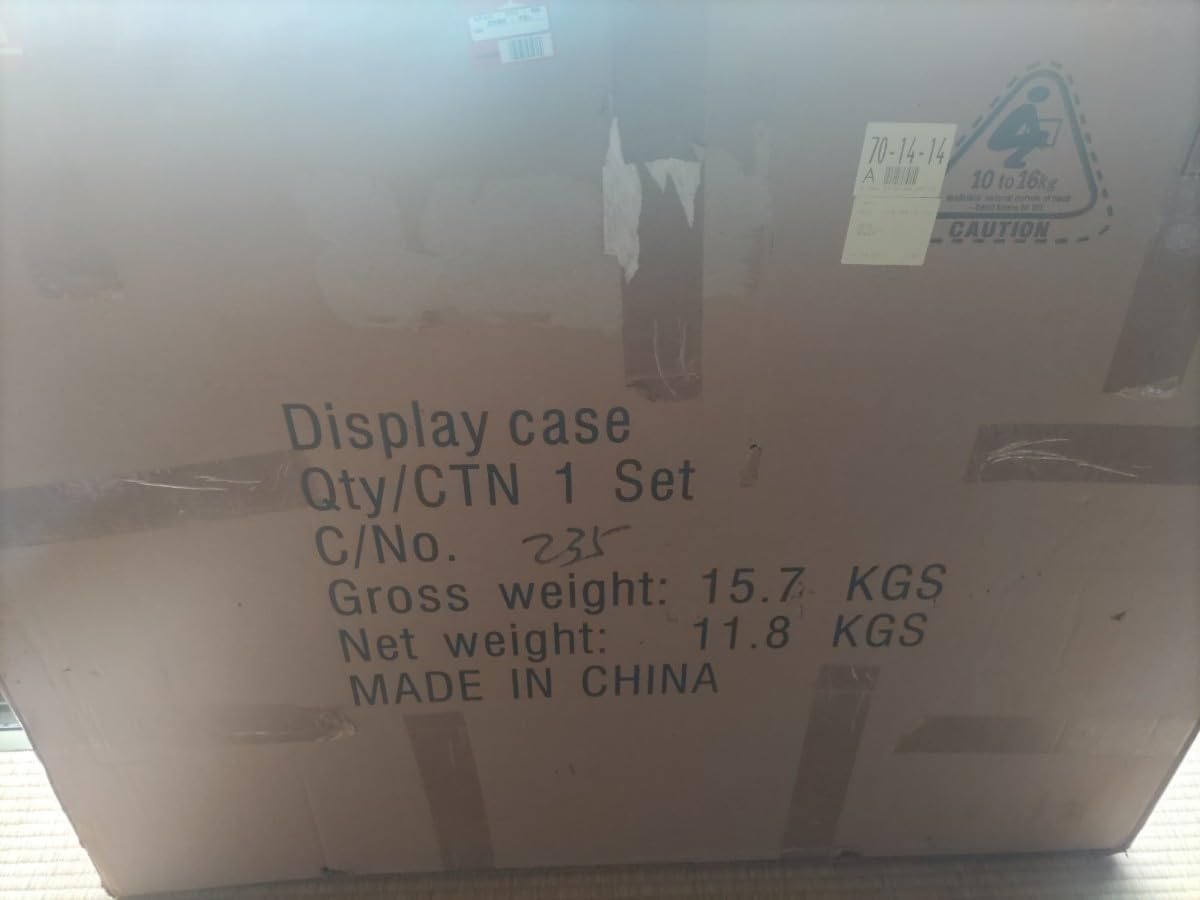 70-14-14
A
10 to 16kg
CAUTION
Display case
Qty/CTN 1 Set
C/No. 235
Gross weight: 15.7 KGS
Net weight: 11.8 KGS
MADE IN CHINA